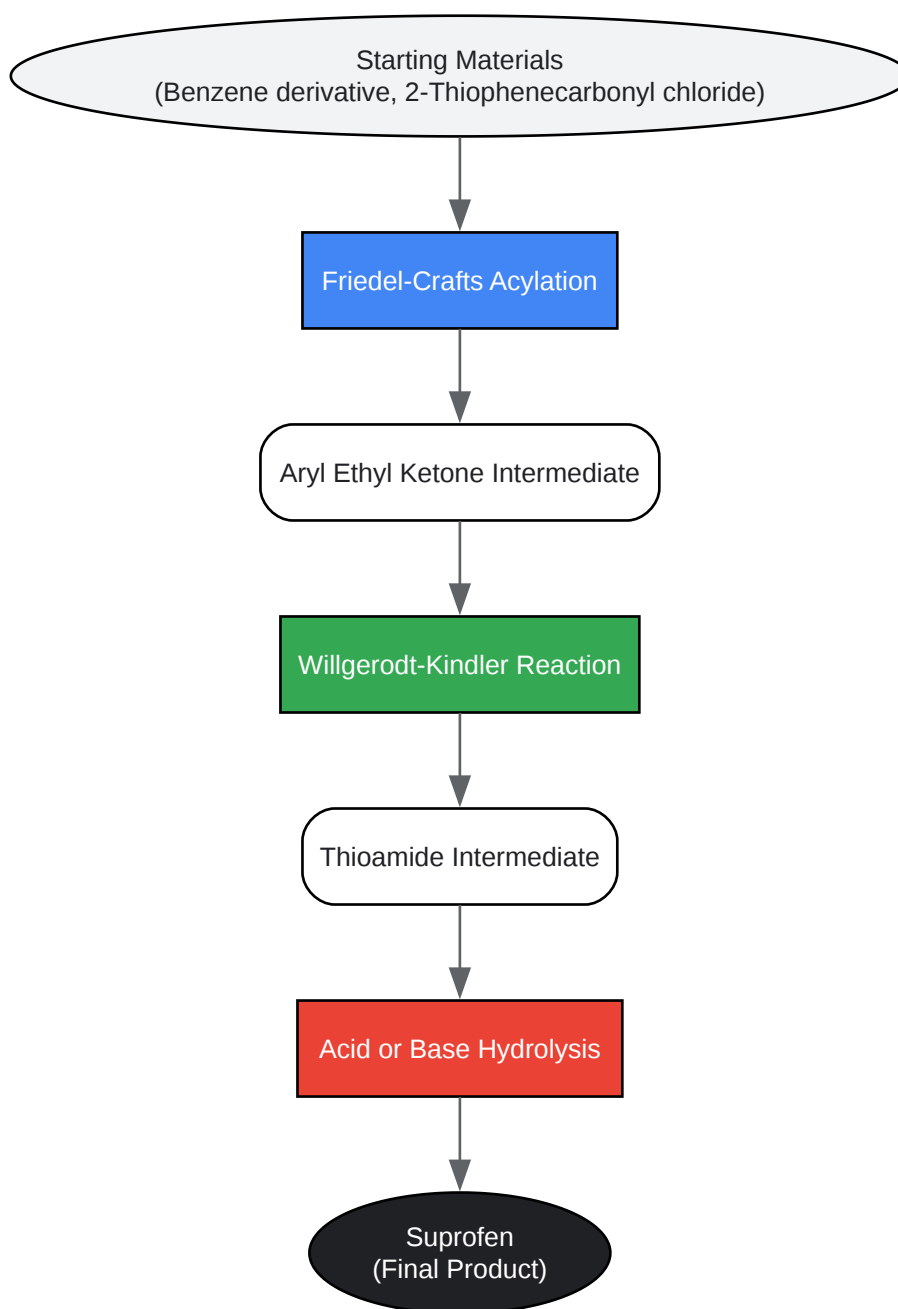 Starting Materials
(Benzene derivative, 2-Thiophenecarbonyl chloride)
Friedel-Crafts Acylation
Aryl Ethyl Ketone Intermediate
Willgerodt-Kindler Reaction
Thioamide Intermediate
Acid or Base Hydrolysis
Suprofen
(Final Product)